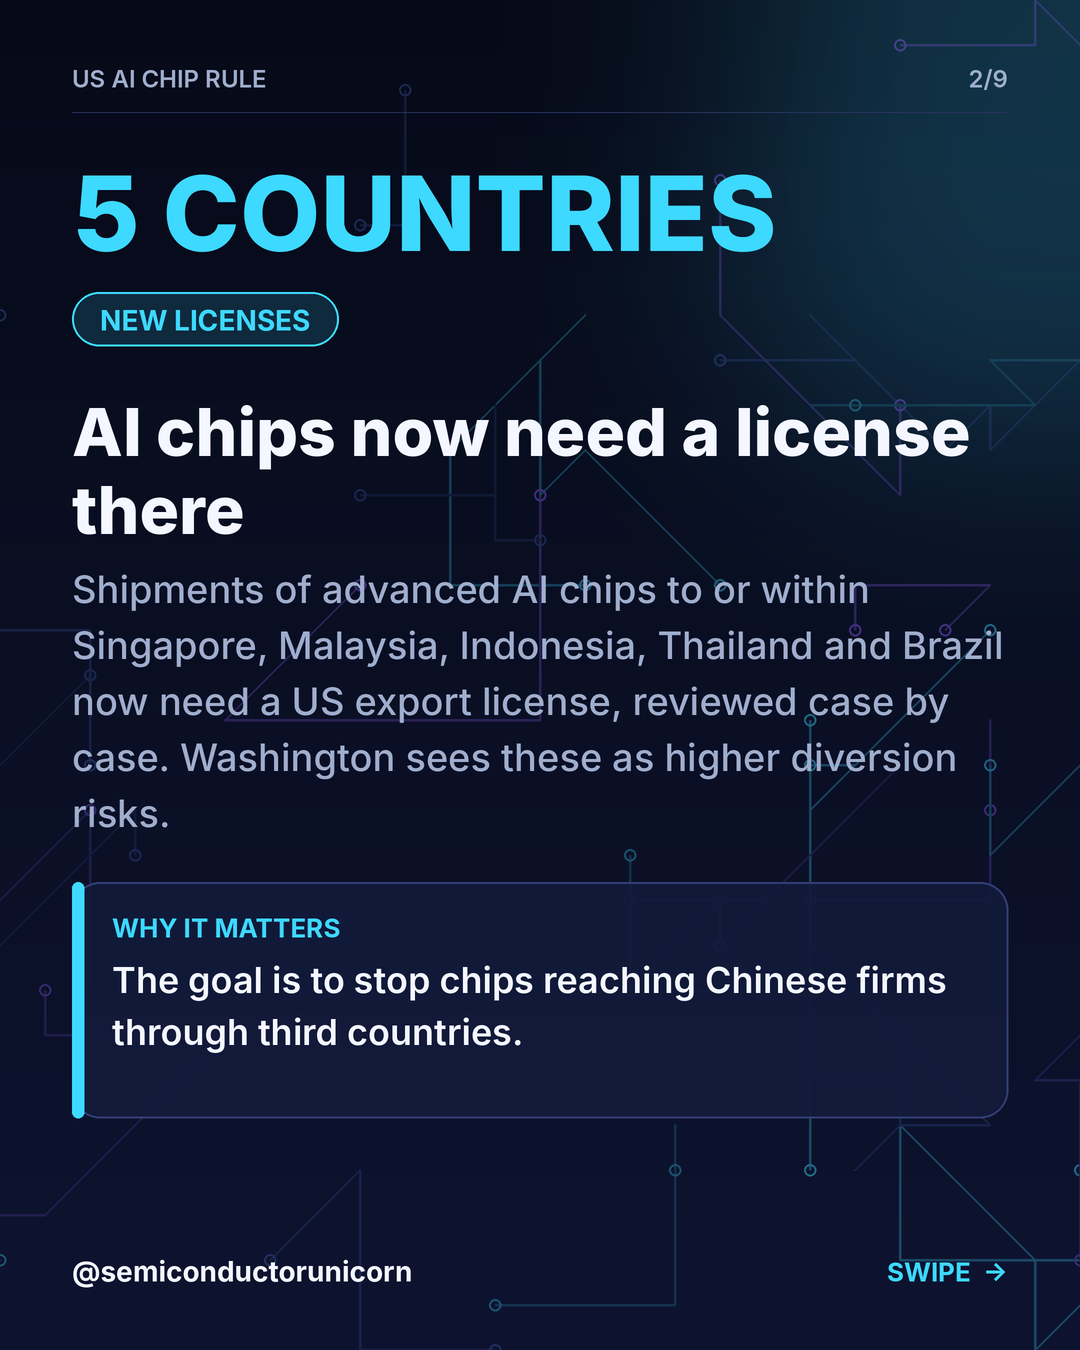 US AI CHIP RULE
2/9
5 COUNTRIES
NEW LICENSES
AI chips now need a license
there
Shipments of advanced AI chips to or within
Singapore, Malaysia, Indonesia, Thailand and Brazil
now need a US export license, reviewed case by
case. Washington sees these as higher diversion
risks.
WHY IT MATTERS
The goal is to stop chips reaching Chinese firms
through third countries.
@semiconductorunicorn
SWIPE →